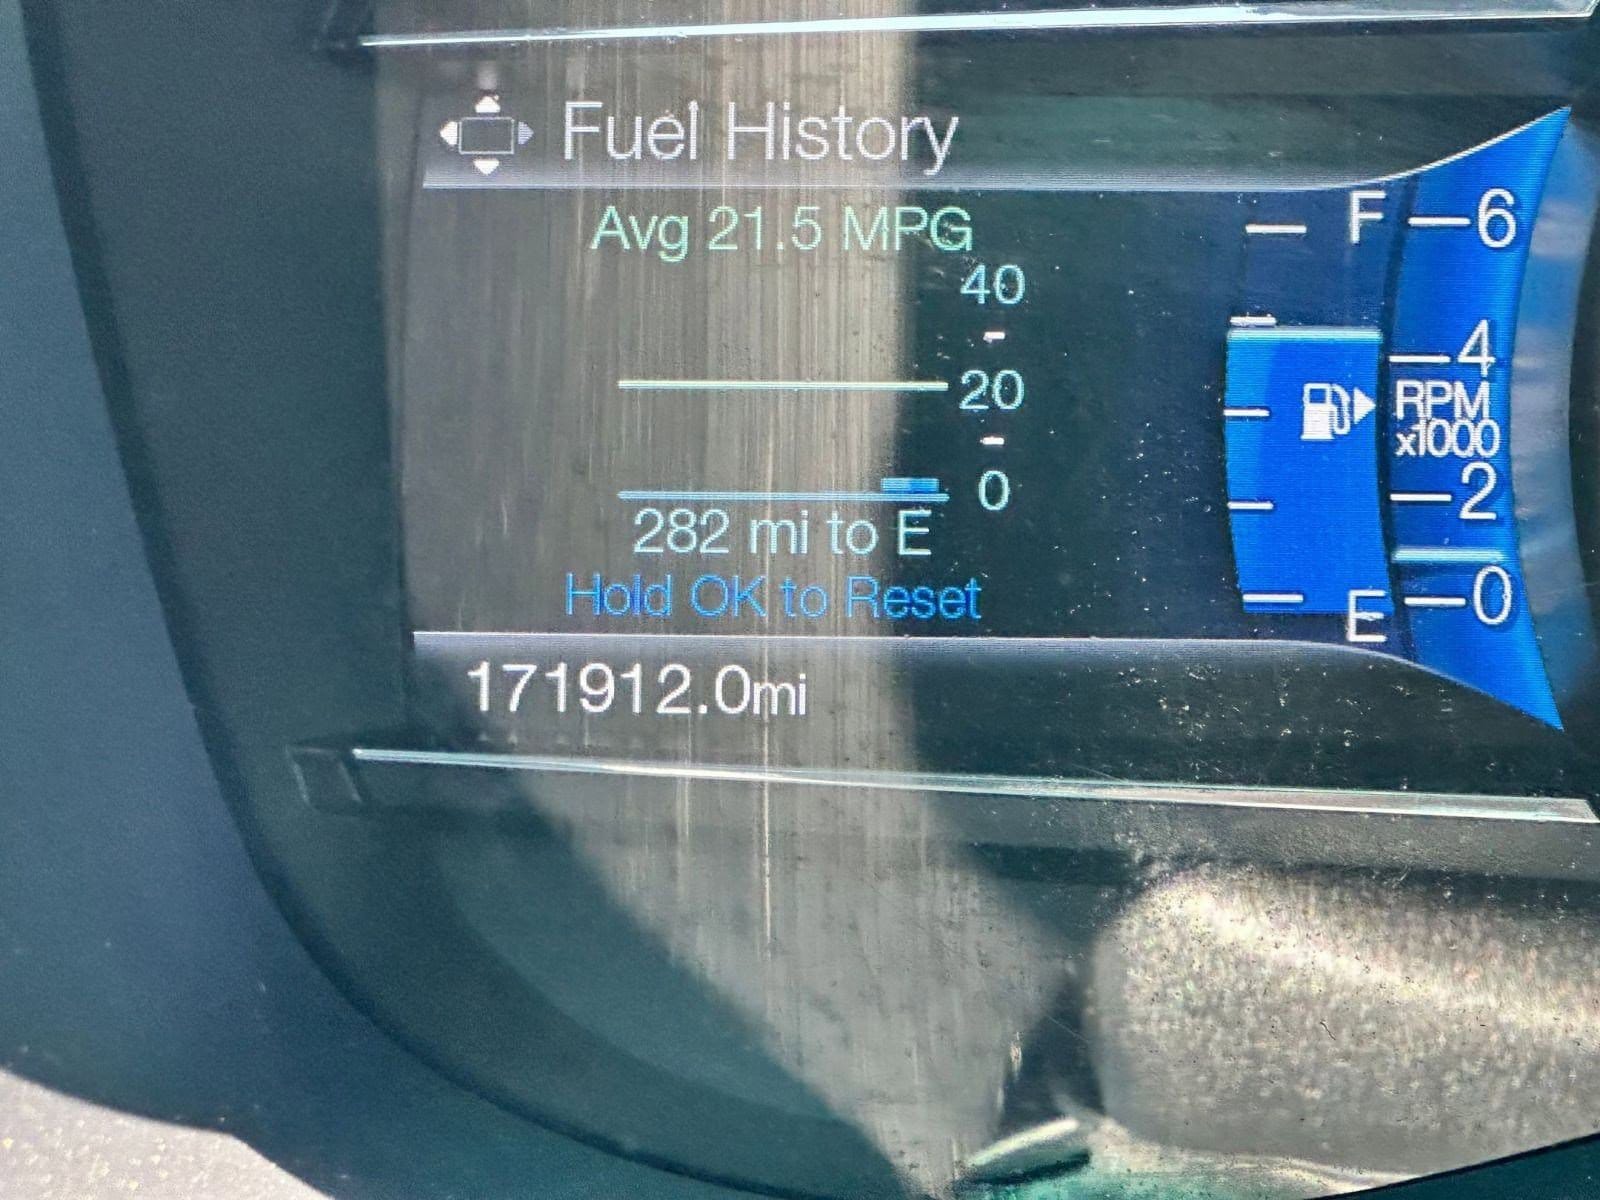 Fuel History
Avg 21.5 MPG
40
20
0
282 mi to E
Hold OK to Reset
171912.0mi
F
E
6
4
RPM
x1000
2
0